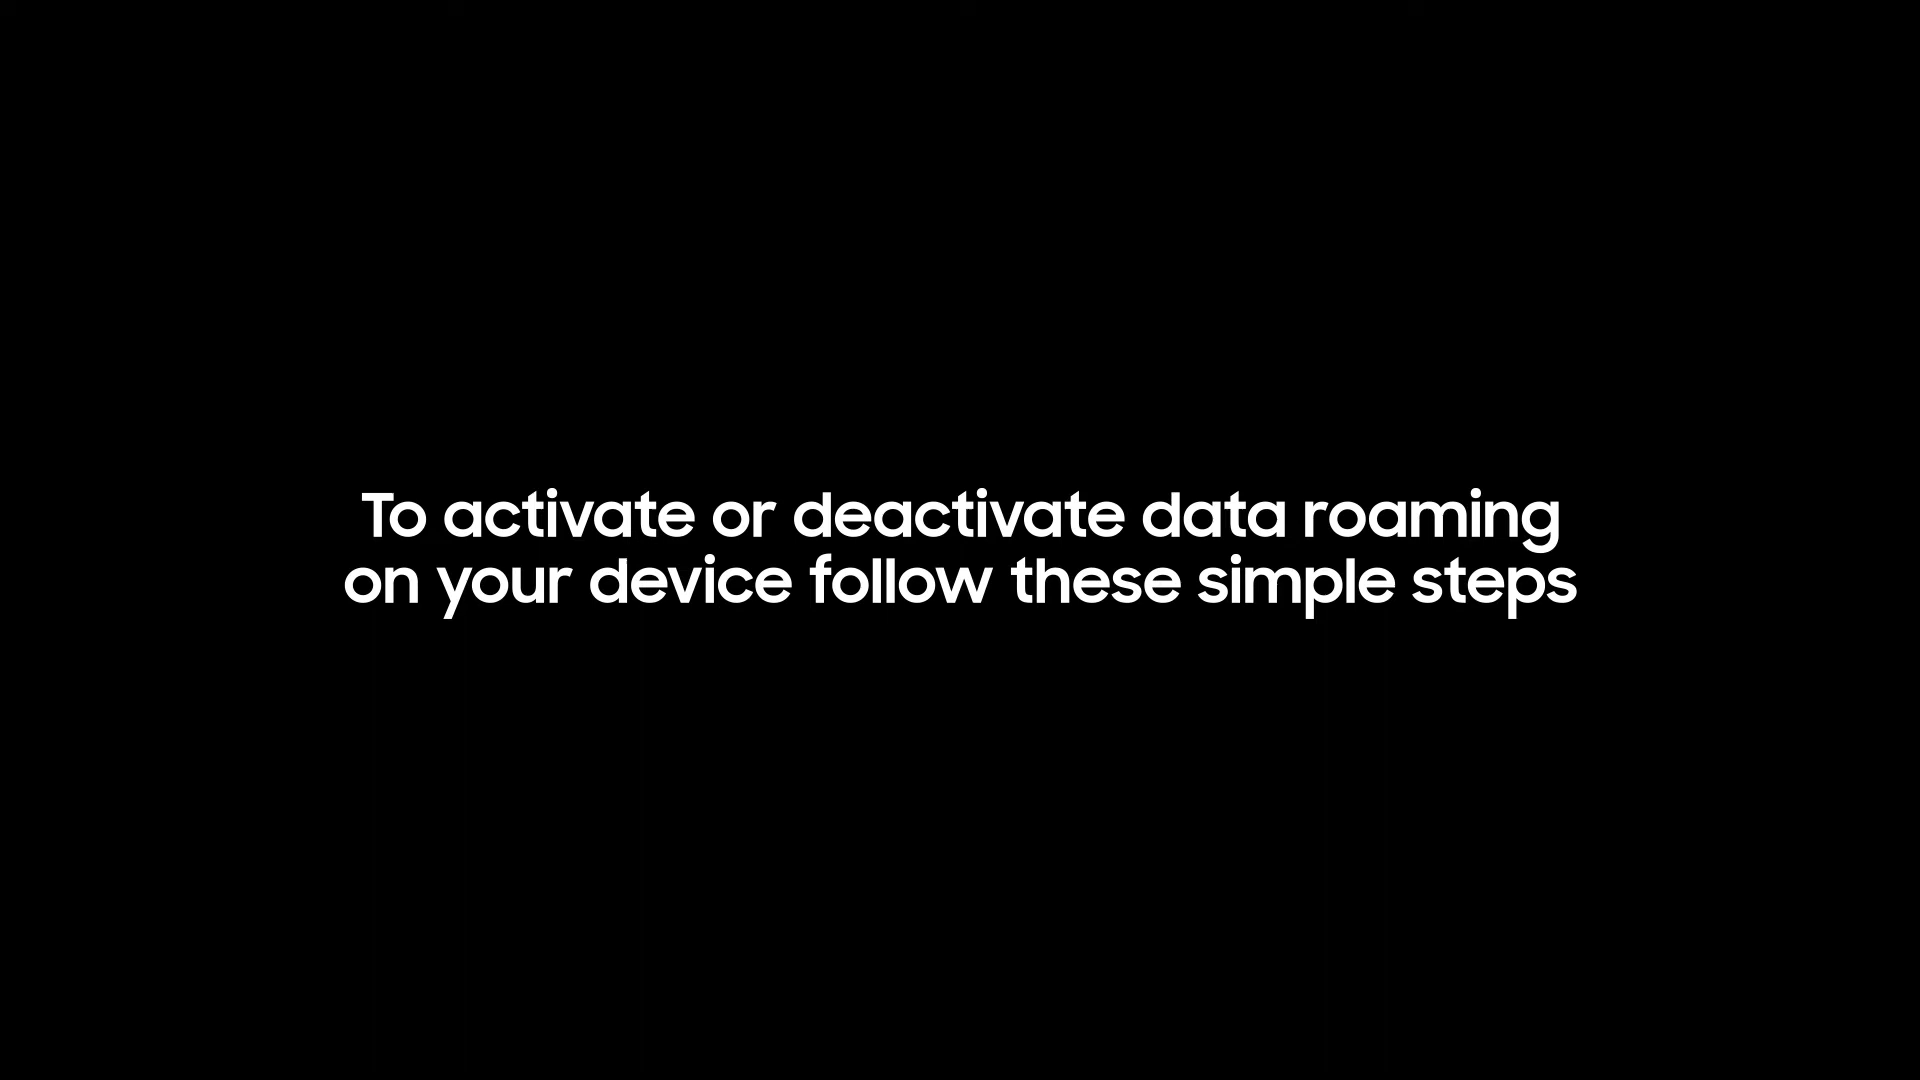 To activate or deactivate data roaming
on your device follow these simple steps